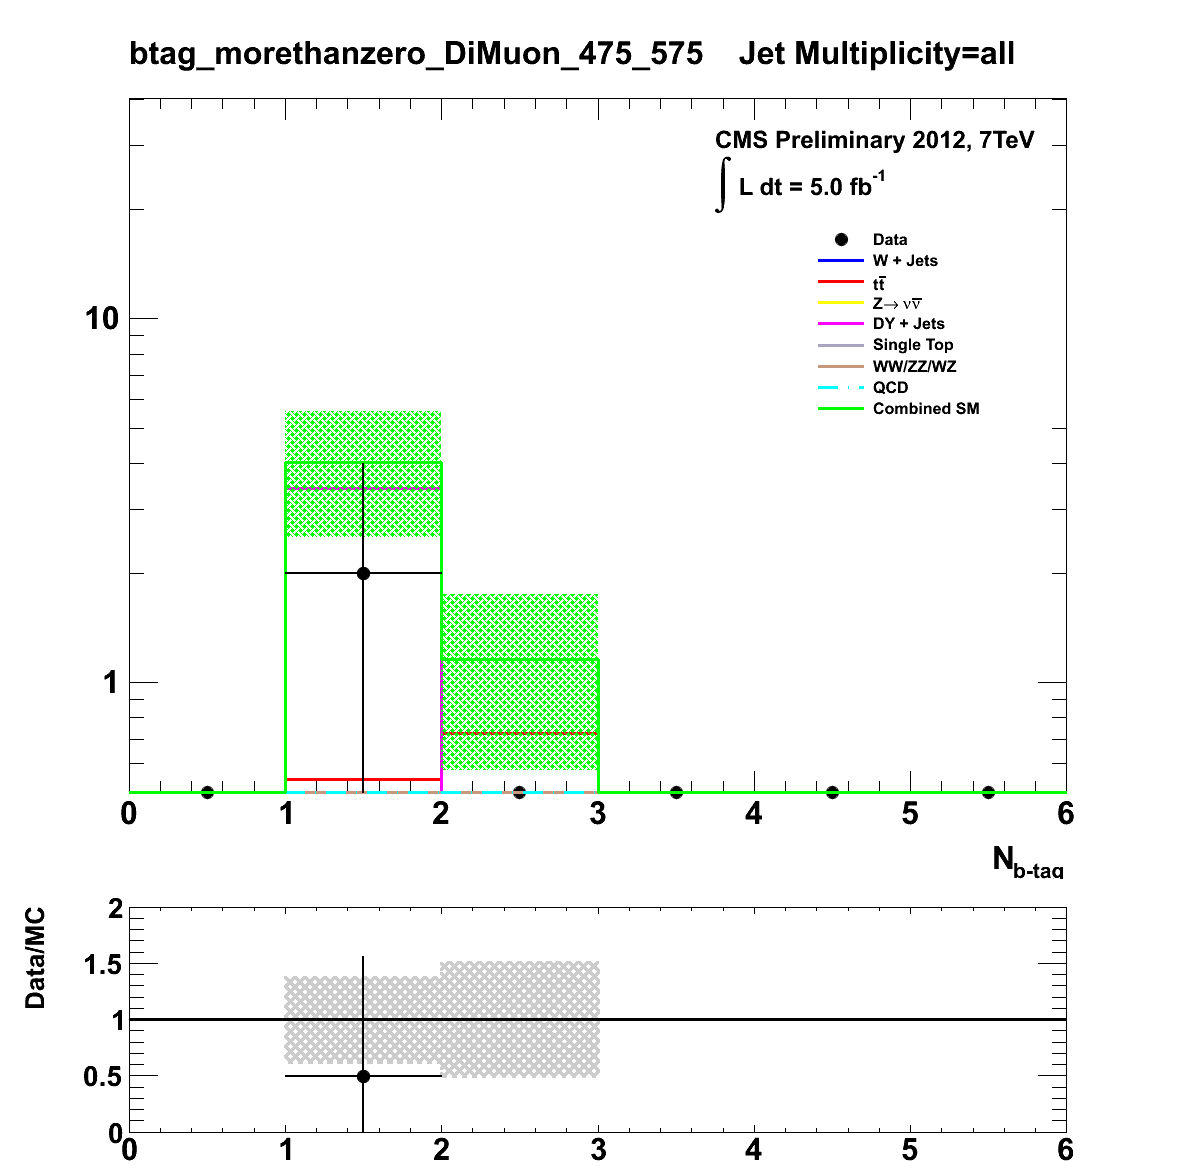 btag_morethanzero_DiMuon_475_575 Jet Multiplicity=all
CMS Preliminary 2012, 7TeV
∫ L dt = 5.0 fb⁻¹
Data
W + Jets
tt̅
Z→ νν̅
DY + Jets
Single Top
WW/ZZ/WZ
QCD
Combined SM
10
1
0 1 2 3 4 5 6
N_b-tag
Data/MC
2
1.5
1
0.5
0
0 1 2 3 4 5 6